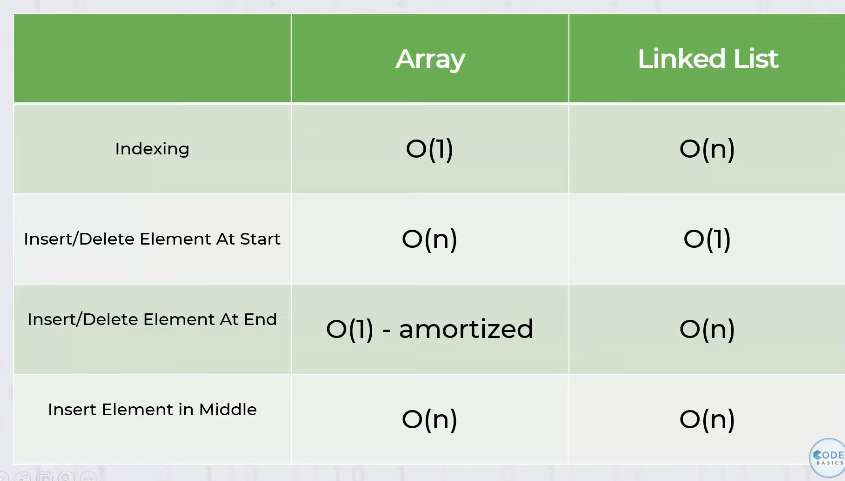 Array Linked List
Indexing O(1) O(n)
Insert/Delete Element At Start O(n) O(1)
Insert/Delete Element At End O(1) - amortized O(n)
Insert Element in Middle O(n) O(n)
CODE
BASICS